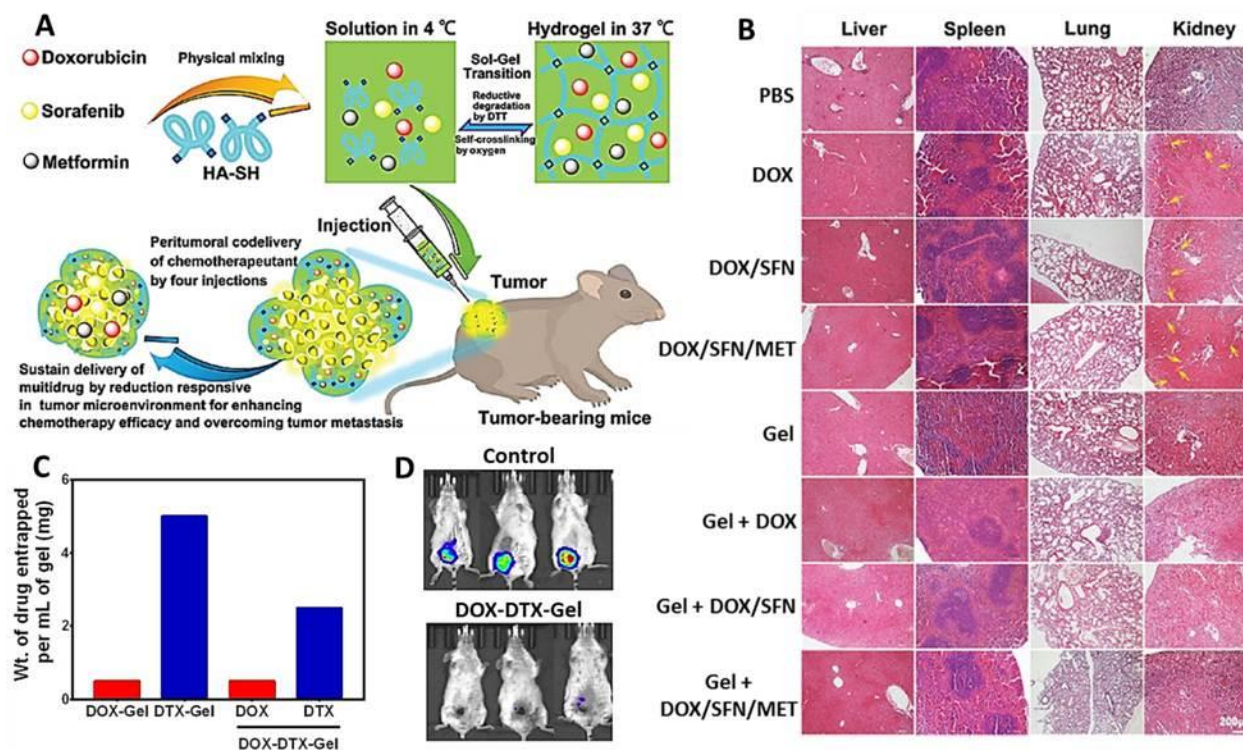 A
Doxorubicin
Sorafenib
Metformin
Physical mixing
HA-SH
Solution in 4 ℃
Hydrogel in 37 ℃
Sol-Gel
Transition
Reductive
degradation
by DTT
Self-crosslinking
by oxygen
Injection
Peritumoral codelivery
of chemotherapeutant
by four injections
Tumor
Sustain delivery of
multidrug by reduction responsive
in tumor microenvironment for enhancing
chemotherapy efficacy and overcoming tumor metastasis
Tumor-bearing mice
B
Liver Spleen Lung Kidney
PBS
DOX
DOX/SFN
DOX/SFN/MET
Gel
Gel + DOX
Gel + DOX/SFN
Gel +
DOX/SFN/MET
C
Wt. of drug entrapped
per mL of gel (mg)
6
4
2
0
DOX-Gel DTX-Gel DOX DTX
DOX-DTX-Gel
D
Control
DOX-DTX-Gel